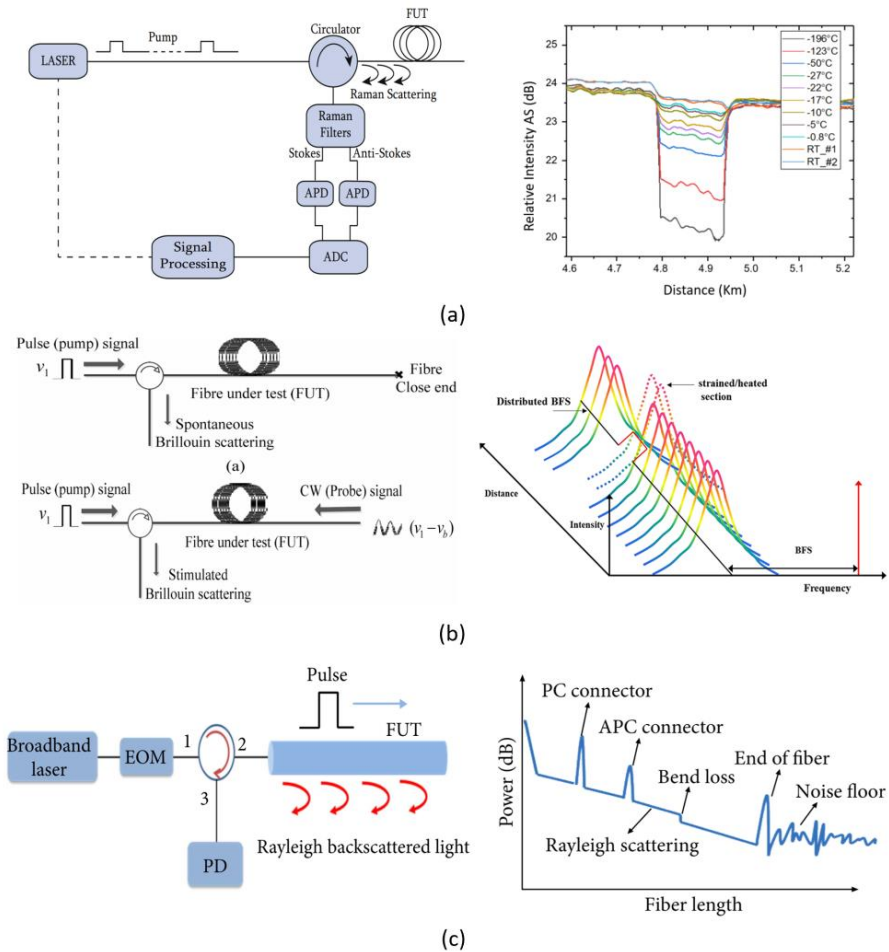 LASER
Pump
Circulator
FUT
Raman Scattering
Raman
Filters
Stokes
Anti-Stokes
APD
APD
ADC
Signal
Processing
Relative Intensity AS (dB)
25
24
23
22
21
20
4.6
4.7
4.8
4.9
5.0
5.1
5.2
Distance (Km)
-196°C
-123°C
-50°C
-27°C
-22°C
-17°C
-10°C
-5°C
-0.8°C
RT_#1
RT_#2
(a)
Pulse (pump) signal
v1
Fibre under test (FUT)
Fibre
Close end
Spontaneous
Brillouin scattering
(a)
Pulse (pump) signal
CW (Probe) signal
v1
(v1 − vb)
Fibre under test (FUT)
Stimulated
Brillouin scattering
strained/heated
section
Distributed BFS
Distance
Intensity
BFS
Frequency
(b)
Broadband
laser
EOM
1
2
3
PD
Pulse
FUT
Rayleigh backscattered light
Power (dB)
PC connector
APC connector
Bend loss
Rayleigh scattering
End of fiber
Noise floor
Fiber length
(c)